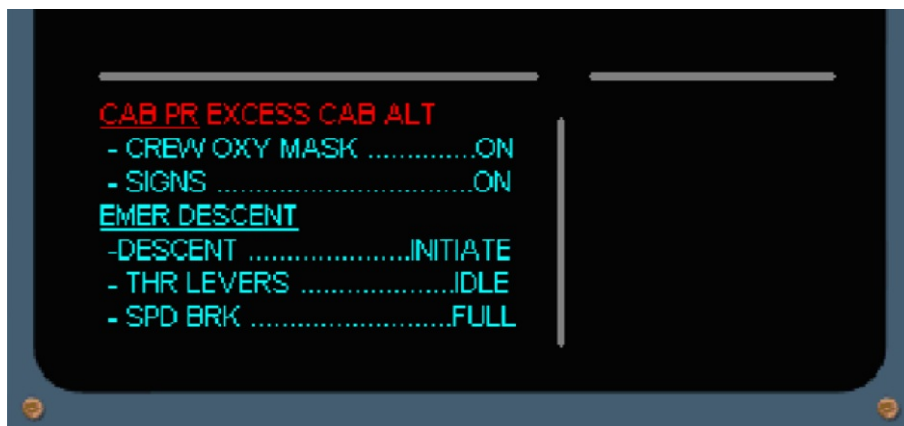 CAB PR EXCESS CAB ALT
- CREW OXY MASK ..............ON
- SIGNS .................................ON
EMER DESCENT
-DESCENT .....................INITIATE
- THR LEVERS ....................IDLE
- SPD BRK ..........................FULL